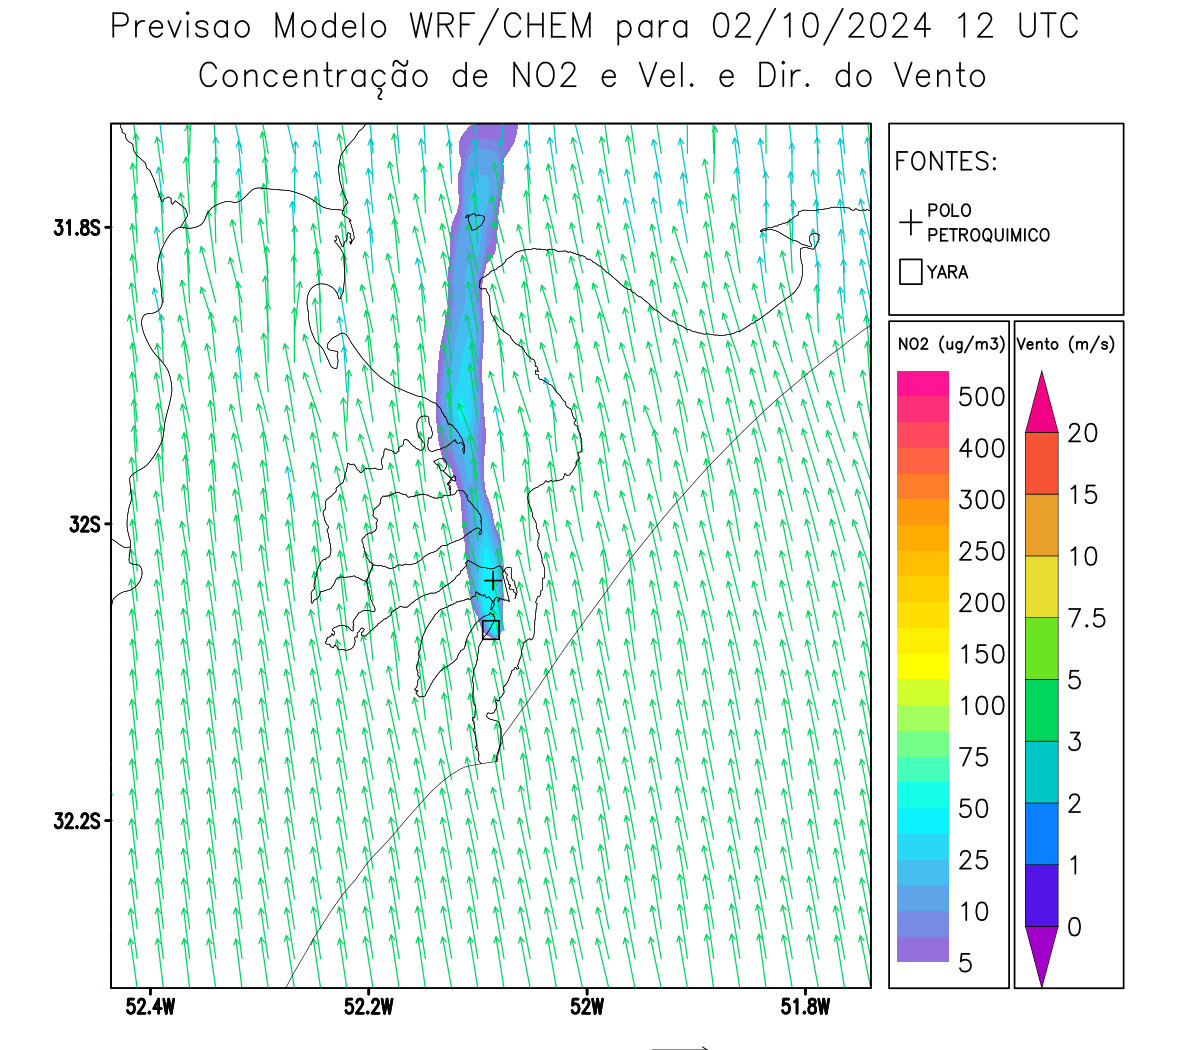 Previsao Modelo WRF/CHEM para 02/10/2024 12 UTC
Concentração de NO2 e Vel. e Dir. do Vento
FONTES:
POLO
PETROQUIMICO
YARA
NO2 (ug/m3)
500
400
300
250
200
150
100
75
50
25
10
5
Vento (m/s)
20
15
10
7.5
5
3
2
1
0
31.8S
32S
32.2S
52.4W
52.2W
52W
51.8W